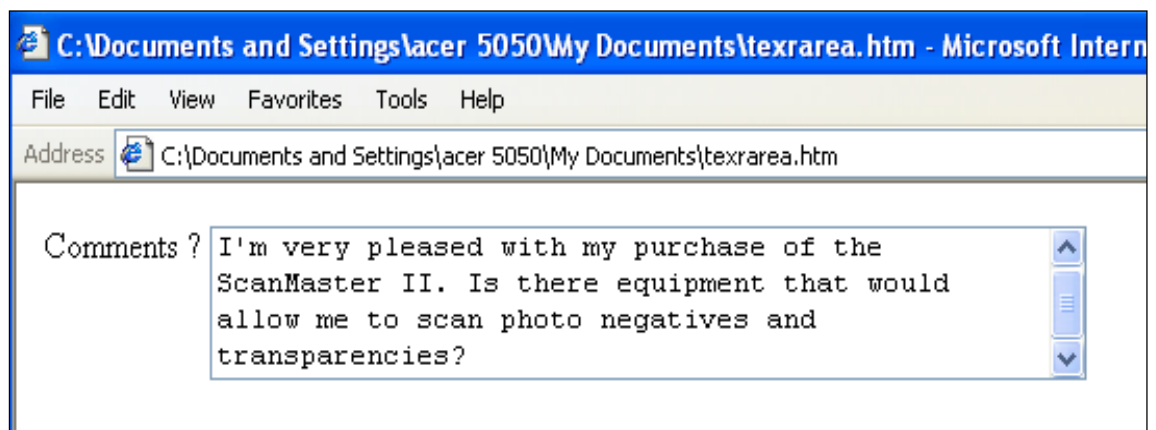 C:\Documents and Settings\acer 5050\My Documents\texrarea.htm - Microsoft Intern
File Edit View Favorites Tools Help
Address C:\Documents and Settings\acer 5050\My Documents\texrarea.htm
Comments ? I'm very pleased with my purchase of the
ScanMaster II. Is there equipment that would
allow me to scan photo negatives and
transparencies?